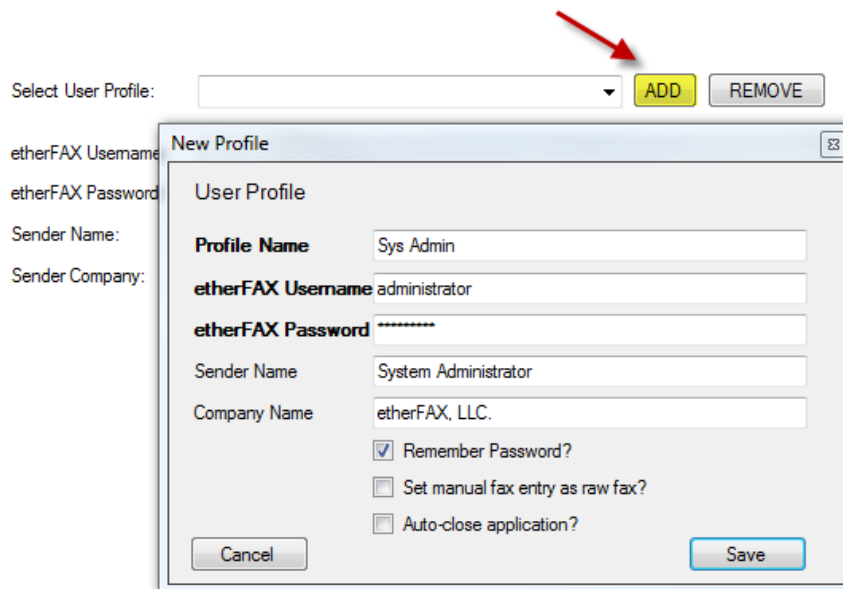 Select User Profile: ADD REMOVE
New Profile
etherFAX Username
User Profile
etherFAX Password
Sender Name:
Profile Name Sys Admin
Sender Company:
etherFAX Username administrator
etherFAX Password *********
Sender Name System Administrator
Company Name etherFAX, LLC.
Remember Password?
Set manual fax entry as raw fax?
Auto-close application?
Cancel Save